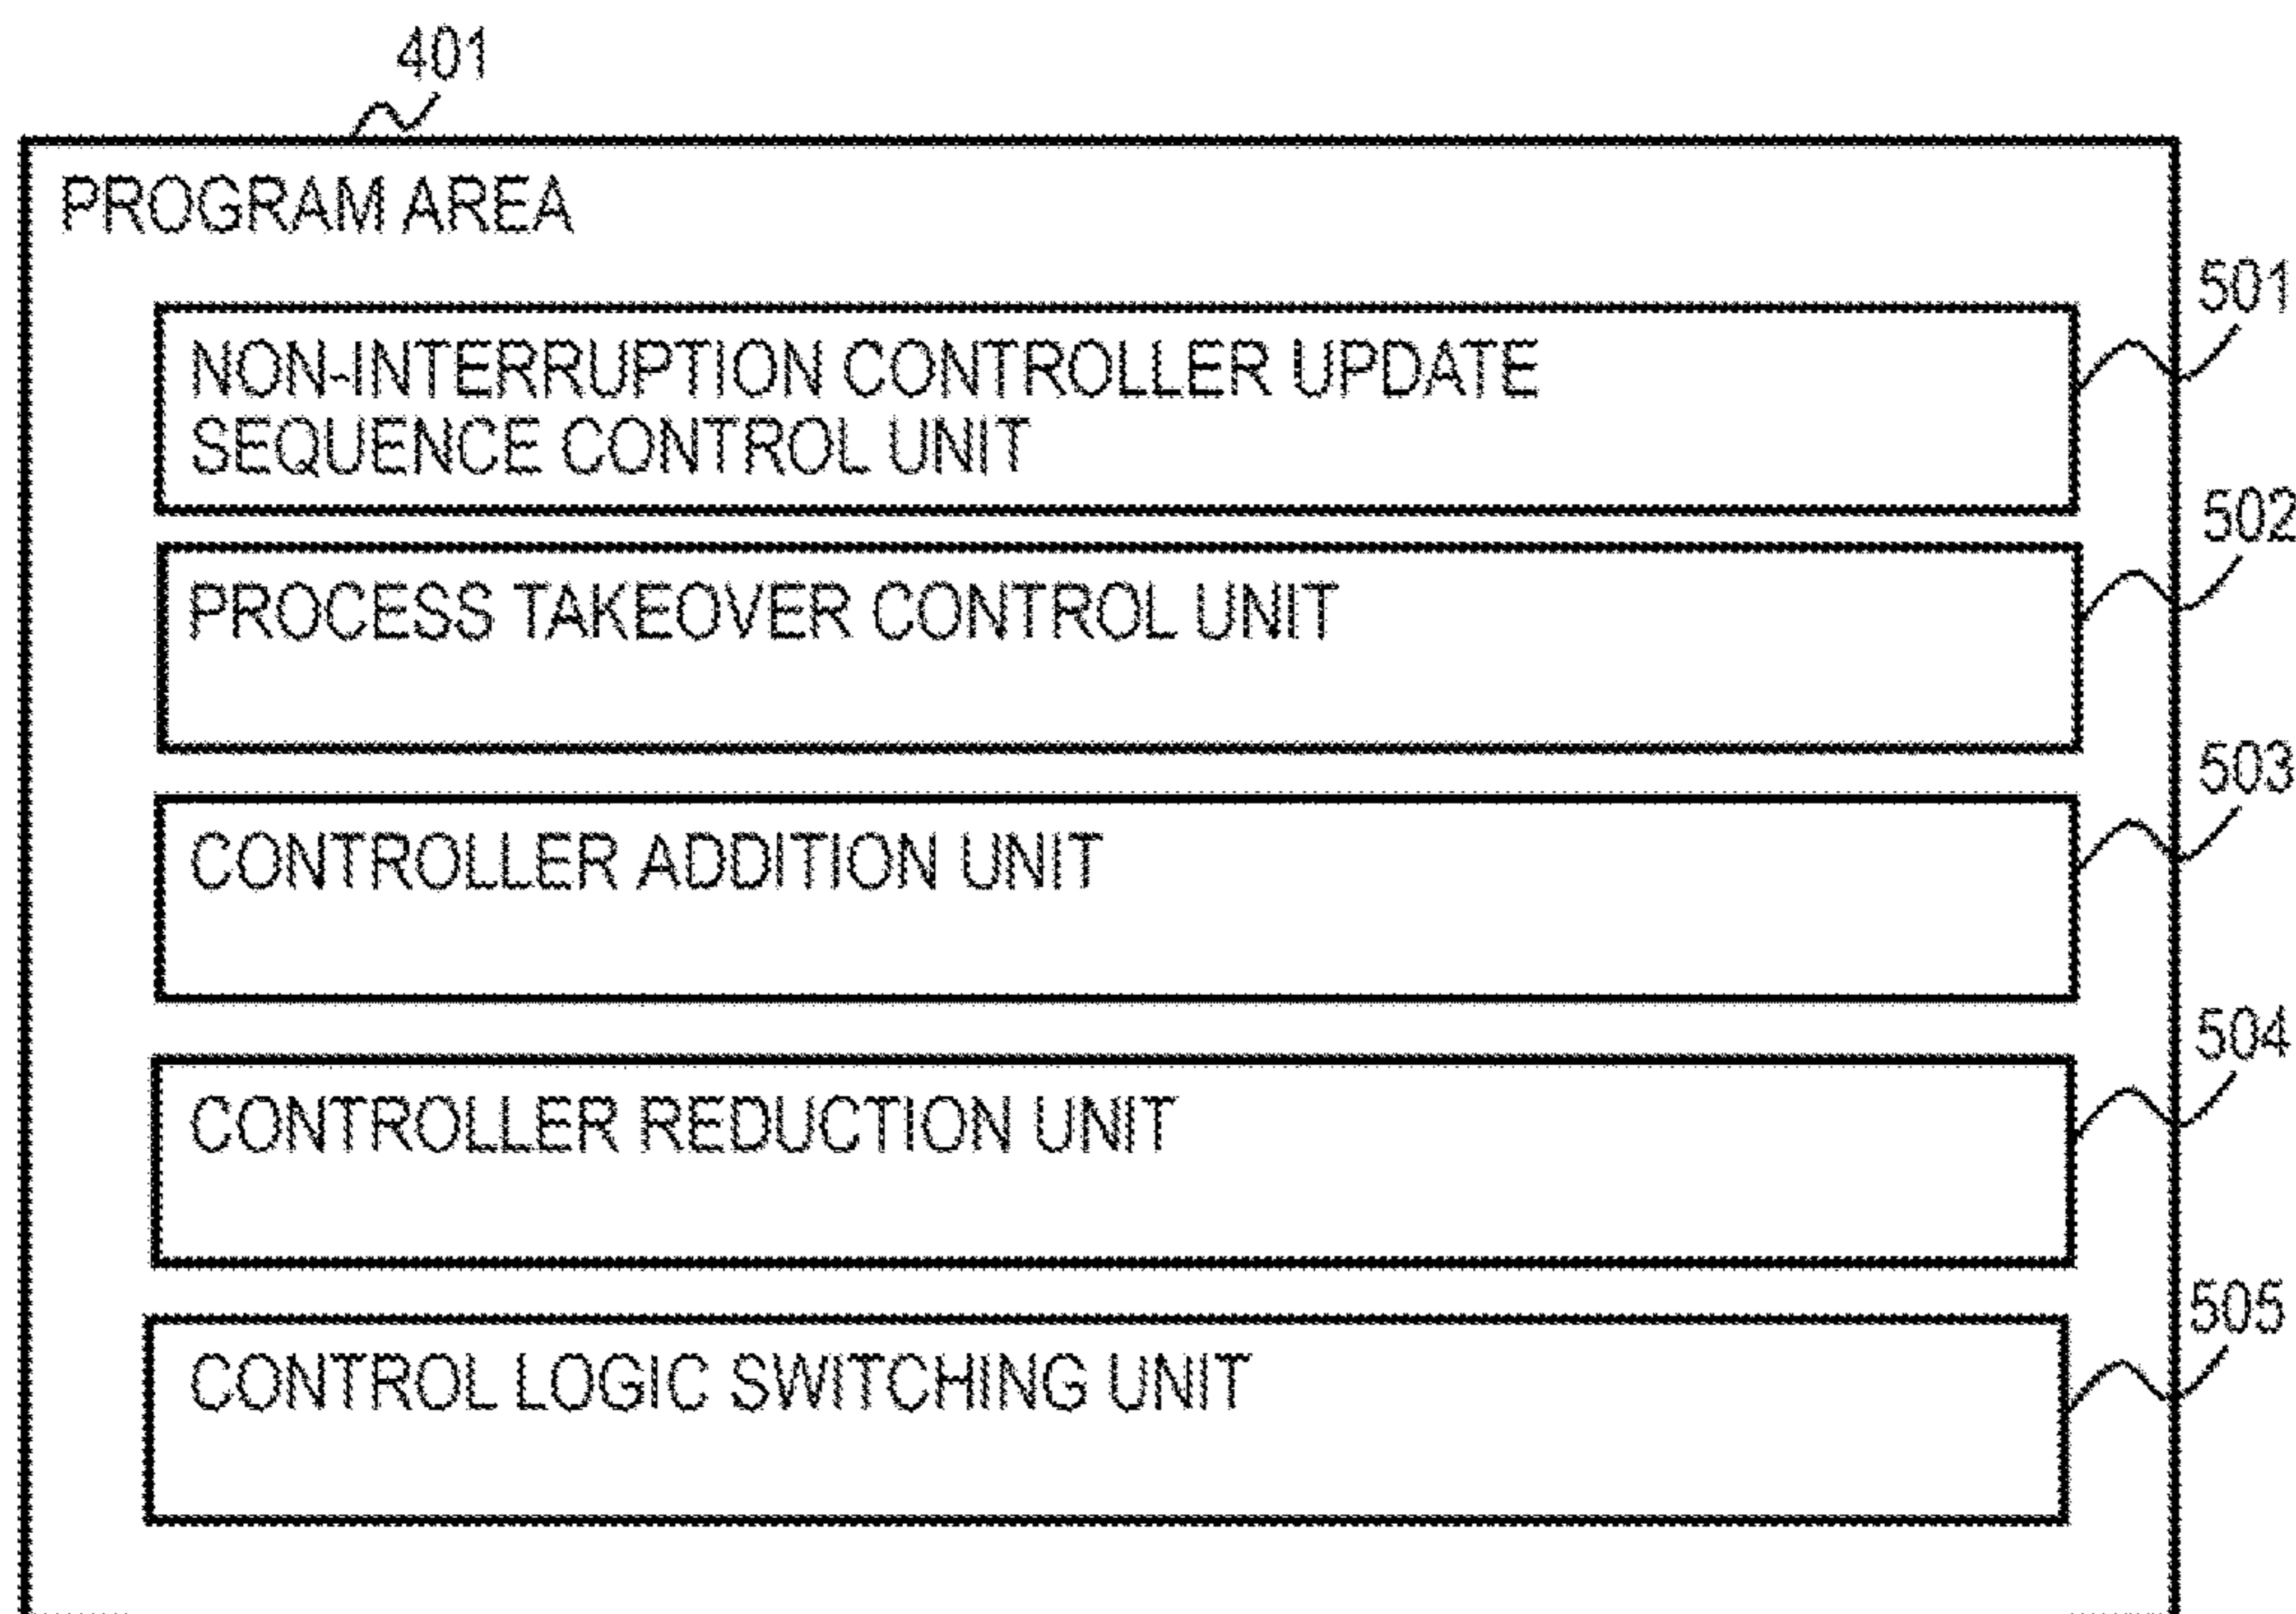 401
PROGRAM AREA
501
NON-INTERRUPTION CONTROLLER UPDATE
SEQUENCE CONTROL UNIT
502
PROCESS TAKEOVER CONTROL UNIT
503
CONTROLLER ADDITION UNIT
504
CONTROLLER REDUCTION UNIT
505
CONTROL LOGIC SWITCHING UNIT